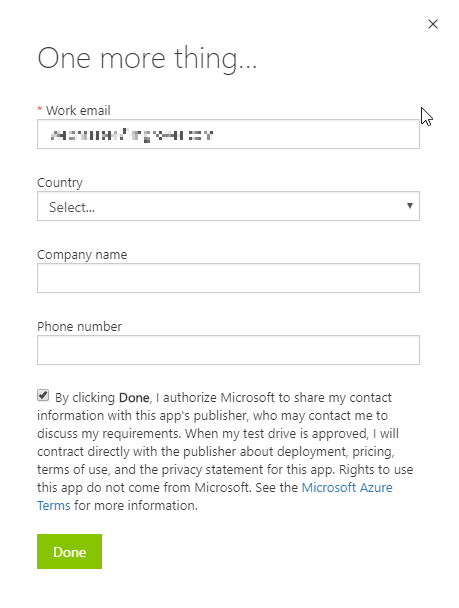 One more thing...
* Work email
Country
Select...
Company name
Phone number
By clicking Done, I authorize Microsoft to share my contact
information with this app's publisher, who may contact me to
discuss my requirements. When my test drive is approved, I will
contract directly with the publisher about deployment, pricing,
terms of use, and the privacy statement for this app. Rights to use
this app do not come from Microsoft. See the Microsoft Azure
Terms for more information.
Done